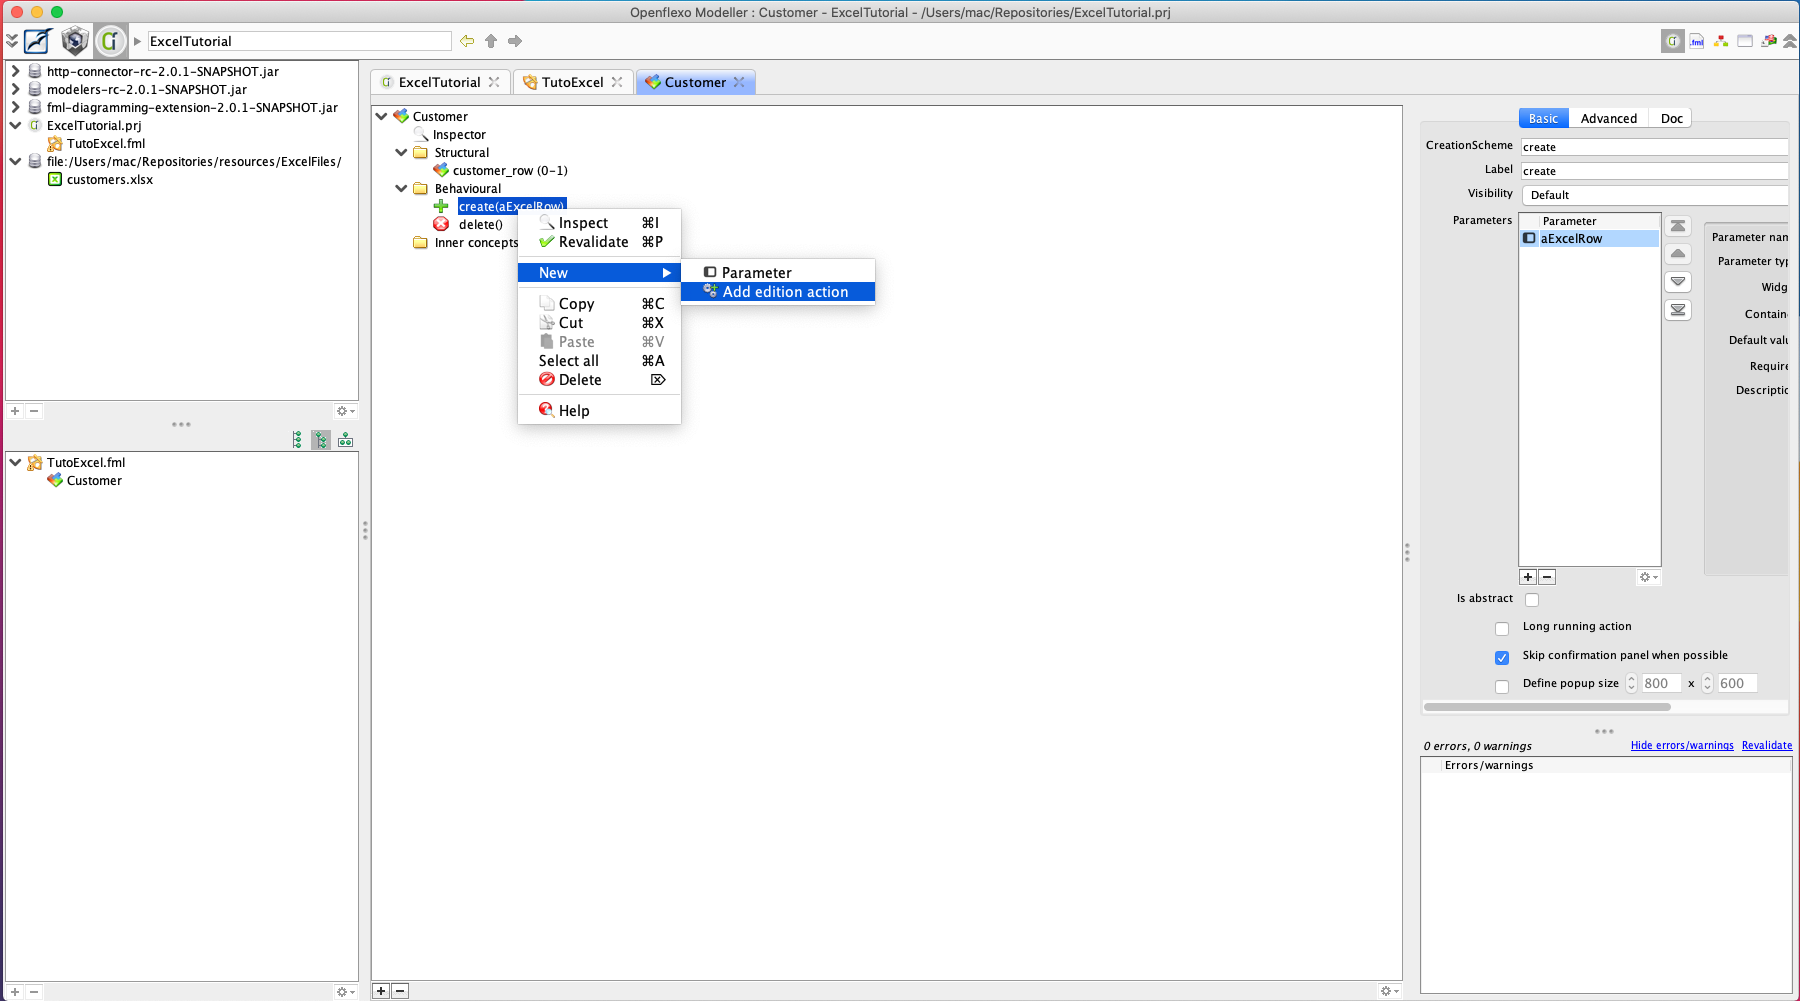 Openflexo Modeller : Customer - ExcelTutorial - /Users/mac/Repositories/ExcelTutorial.prj
ExcelTutorial
http-connector-rc-2.0.1-SNAPSHOT.jar
modelers-rc-2.0.1-SNAPSHOT.jar
fml-diagramming-extension-2.0.1-SNAPSHOT.jar
ExcelTutorial.prj
TutoExcel.fml
file:/Users/mac/Repositories/resources/ExcelFiles/
customers.xlsx
TutoExcel.fml
Customer
ExcelTutorial
TutoExcel
Customer
Customer
Inspector
Structural
customer_row (0-1)
Behavioural
create(aExcelRow)
delete()
Inner concepts
Inspect ⌘I
Revalidate ⌘P
New
Copy ⌘C
Cut ⌘X
Paste ⌘V
Select all ⌘A
Delete ⌦
Help
Parameter
Add edition action
Basic
Advanced
Doc
CreationScheme create
Label create
Visibility Default
Parameters
Parameter
aExcelRow
Parameter nan
Parameter typ
Widg
Containe
Default valu
Require
Descriptio
Is abstract
Long running action
Skip confirmation panel when possible
Define popup size 800 x 600
0 errors, 0 warnings
Hide errors/warnings
Revalidate
Errors/warnings